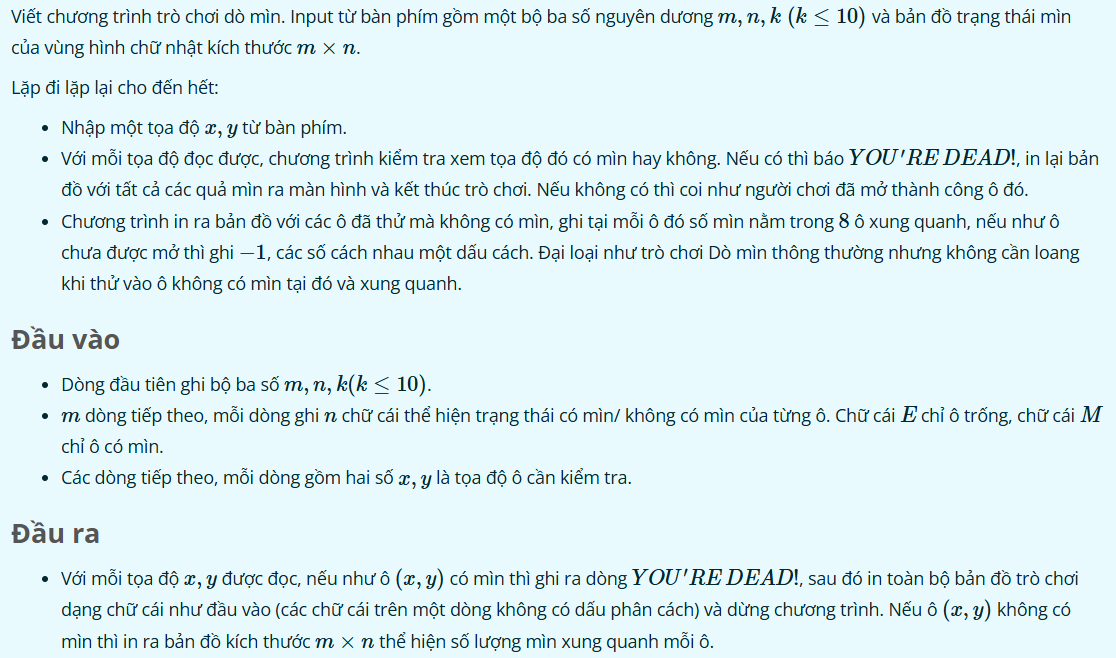 Viết chương trình trò chơi dò mìn. Input từ bàn phím gồm một bộ ba số nguyên dương m, n, k (k ≤ 10) và bản đồ trạng thái mìn
của vùng hình chữ nhật kích thước m × n.
Lặp đi lặp lại cho đến hết:
• Nhập một tọa độ x, y từ bàn phím.
• Với mỗi tọa độ đọc được, chương trình kiểm tra xem tọa độ đó có mìn hay không. Nếu có thì báo YOU'RE DEAD!, in lại bản
đồ với tất cả các quả mìn ra màn hình và kết thúc trò chơi. Nếu không có thì coi như người chơi đã mở thành công ô đó.
• Chương trình in ra bản đồ với các ô đã thử mà không có mìn, ghi tại mỗi ô đó số mìn nằm trong 8 ô xung quanh, nếu như ô
chưa được mở thì ghi −1, các số cách nhau một dấu cách. Đại loại như trò chơi Dò mìn thông thường nhưng không cần loang
khi thử vào ô không có mìn tại đó và xung quanh.
Đầu vào
• Dòng đầu tiên ghi bộ ba số m, n, k(k ≤ 10).
• m dòng tiếp theo, mỗi dòng ghi n chữ cái thể hiện trạng thái có mìn/ không có mìn của từng ô. Chữ cái E chỉ ô trống, chữ cái M
chỉ ô có mìn.
• Các dòng tiếp theo, mỗi dòng gồm hai số x, y là tọa độ ô cần kiểm tra.
Đầu ra
• Với mỗi tọa độ x, y được đọc, nếu như ô (x, y) có mìn thì ghi ra dòng YOU'RE DEAD!, sau đó in toàn bộ bản đồ trò chơi
dạng chữ cái như đầu vào (các chữ cái trên một dòng không có dấu phân cách) và dừng chương trình. Nếu ô (x, y) không có
mìn thì in ra bản đồ kích thước m × n thể hiện số lượng mìn xung quanh mỗi ô.